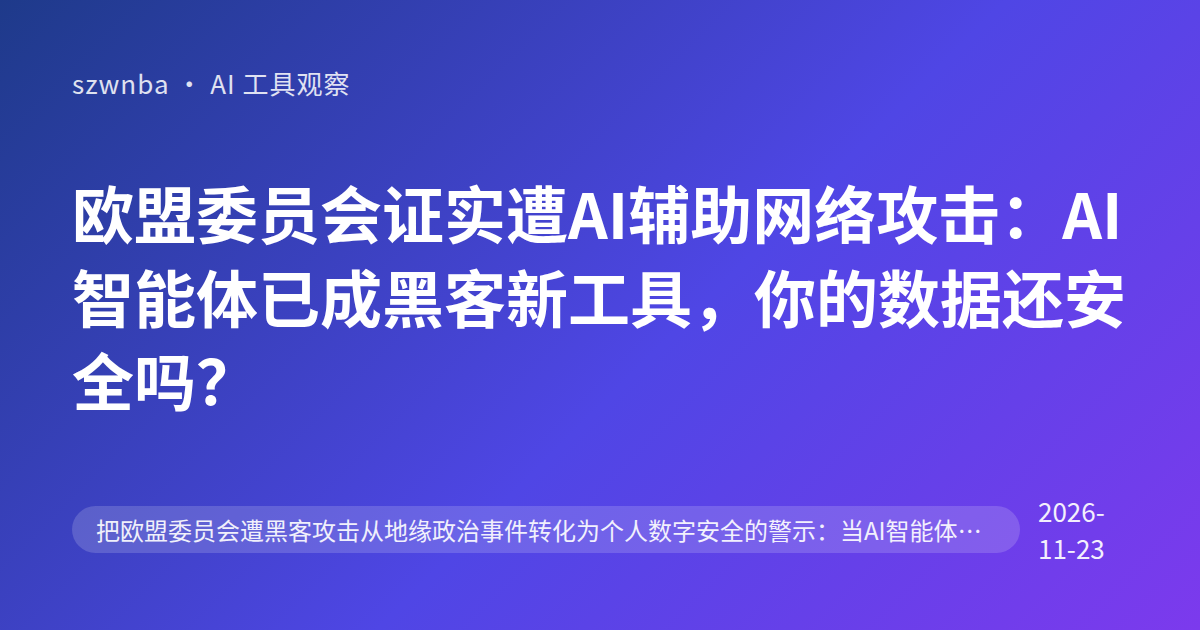 szwnba · AI 工具观察
欧盟委员会证实遭AI辅助网络攻击：AI
智能体已成黑客新工具，你的数据还安
全吗？
把欧盟委员会遭黑客攻击从地缘政治事件转化为个人数字安全的警示：当AI智能体…
2026-
11-23